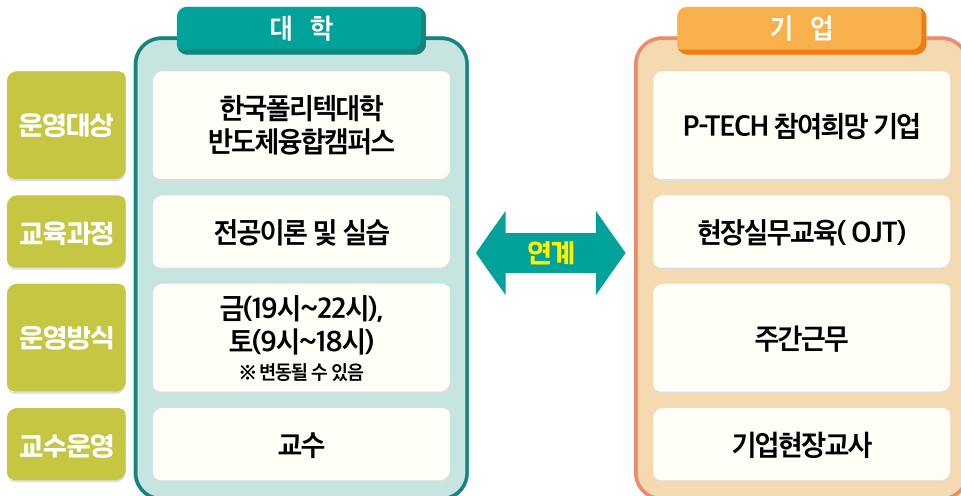 대 학
기 업
운영대상
한국폴리텍대학
반도체융합캠퍼스
P-TECH 참여희망 기업
교육과정
전공이론 및 실습
연계
현장실무교육( OJT)
운영방식
금(19시~22시),
토(9시~18시)
※ 변동될 수 있음
주간근무
교수운영
교수
기업현장교사